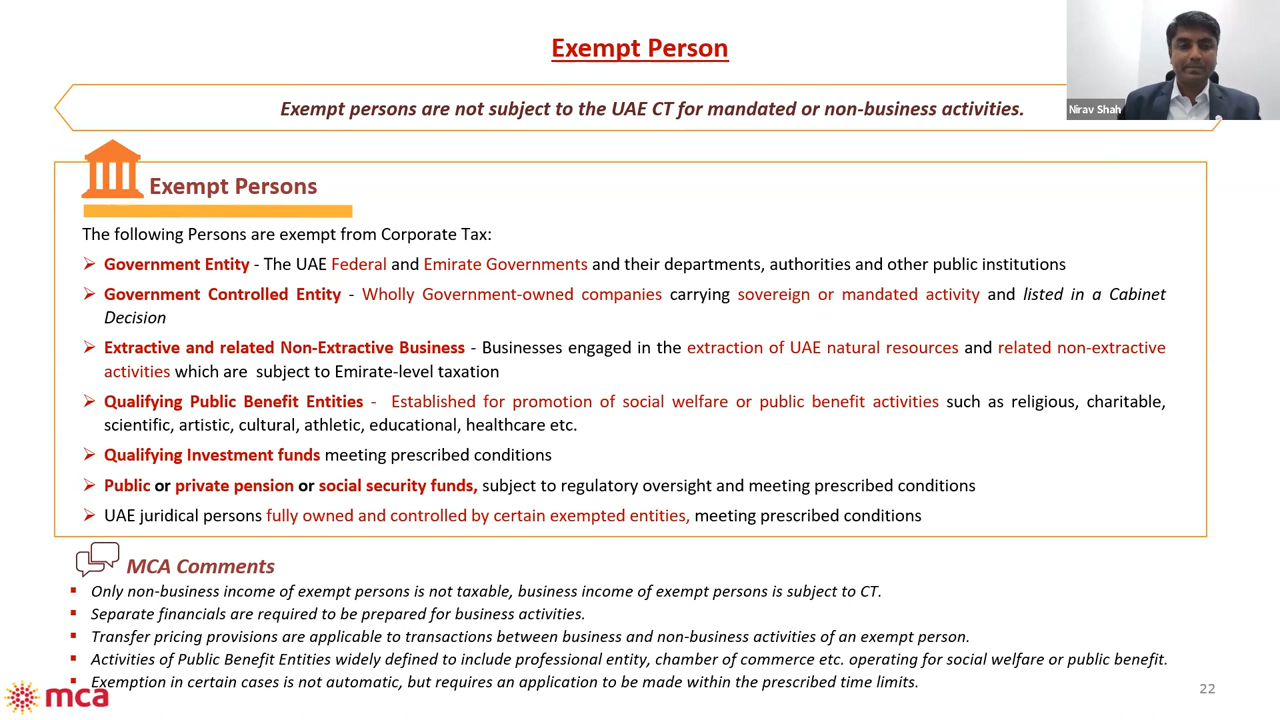 Exempt Person
Exempt persons are not subject to the UAE CT for mandated or non-business activities.
Nirav Shah
Exempt Persons
The following Persons are exempt from Corporate Tax:
➢ Government Entity - The UAE Federal and Emirate Governments and their departments, authorities and other public institutions
➢ Government Controlled Entity - Wholly Government-owned companies carrying sovereign or mandated activity and listed in a Cabinet
Decision
➢ Extractive and related Non-Extractive Business - Businesses engaged in the extraction of UAE natural resources and related non-extractive
activities which are subject to Emirate-level taxation
➢ Qualifying Public Benefit Entities - Established for promotion of social welfare or public benefit activities such as religious, charitable,
scientific, artistic, cultural, athletic, educational, healthcare etc.
➢ Qualifying Investment funds meeting prescribed conditions
➢ Public or private pension or social security funds, subject to regulatory oversight and meeting prescribed conditions
➢ UAE juridical persons fully owned and controlled by certain exempted entities, meeting prescribed conditions
MCA Comments
▪ Only non-business income of exempt persons is not taxable, business income of exempt persons is subject to CT.
▪ Separate financials are required to be prepared for business activities.
▪ Transfer pricing provisions are applicable to transactions between business and non-business activities of an exempt person.
▪ Activities of Public Benefit Entities widely defined to include professional entity, chamber of commerce etc. operating for social welfare or public benefit.
▪ Exemption in certain cases is not automatic, but requires an application to be made within the prescribed time limits.
mca
22